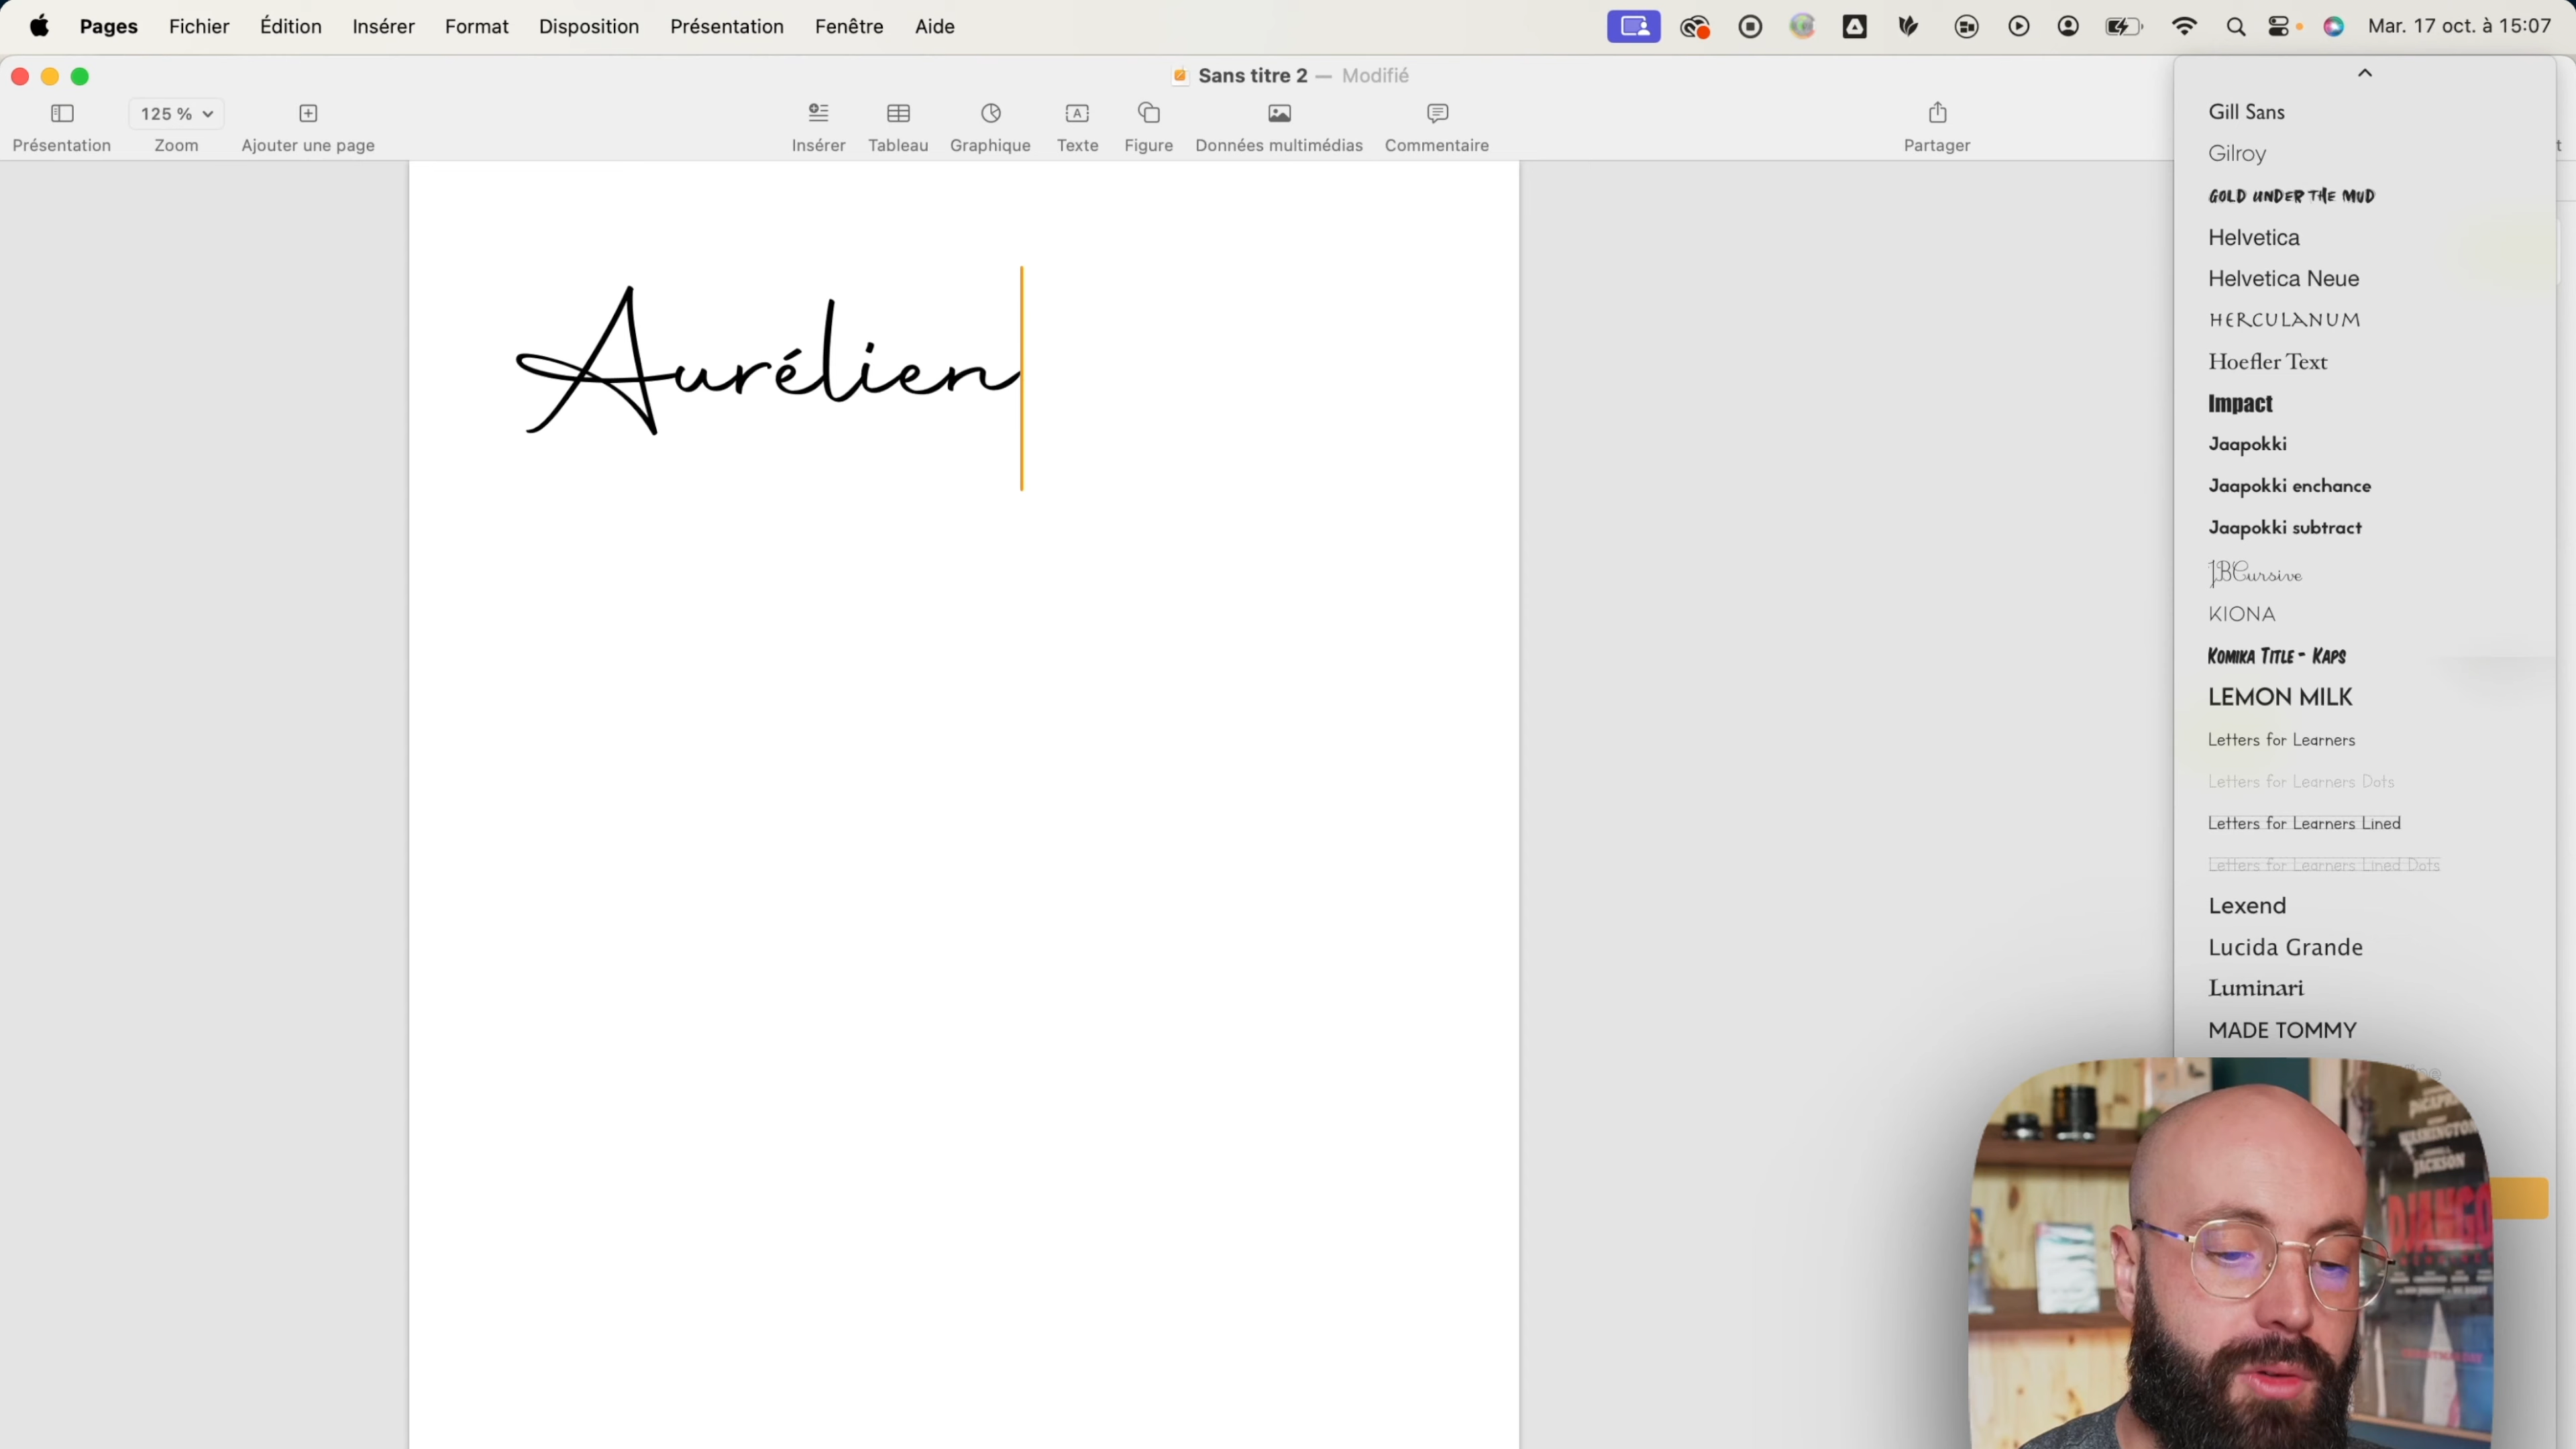 Pages Fichier Édition Insérer Format Disposition Présentation Fenêtre Aide Mar. 17 oct. à 15:07
Sans titre 2 — Modifié
125 %
Présentation Zoom Ajouter une page Insérer Tableau Graphique Texte Figure Données multimédias Commentaire Partager
Aurélien
Gill Sans
Gilroy
GOLD UNDER THE MUD
Helvetica
Helvetica Neue
HERCULANUM
Hoefler Text
Impact
Jaapokki
Jaapokki enchance
Jaapokki subtract
JBCursive
KIONA
KOMIKA TITLE - KAPS
LEMON MILK
Letters for Learners
Letters for Learners Dots
Letters for Learners Lined
Letters for Learners Lined Dots
Lexend
Lucida Grande
Luminari
MADE TOMMY
WASHINGTON
JACKSON
DJANGO